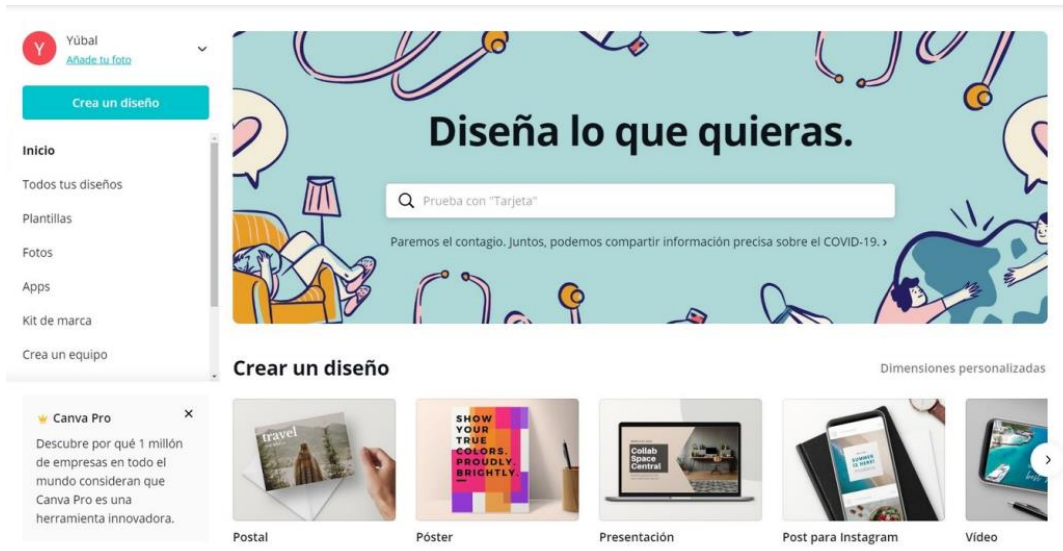 Y
Yúbal
Añade tu foto
Crea un diseño
Inicio
Todos tus diseños
Plantillas
Fotos
Apps
Kit de marca
Crea un equipo
Canva Pro
Descubre por qué 1 millón
de empresas en todo el
mundo consideran que
Canva Pro es una
herramienta innovadora.
Diseña lo que quieras.
Prueba con "Tarjeta"
Paremos el contagio. Juntos, podemos compartir información precisa sobre el COVID-19. ›
Crear un diseño
Dimensiones personalizadas
travel
SHOW
YOUR
TRUE
COLORS.
PROUDLY.
BRIGHTLY.
Collab
Space
Central
SUMMER
IS HERE!
Postal
Póster
Presentación
Post para Instagram
Vídeo